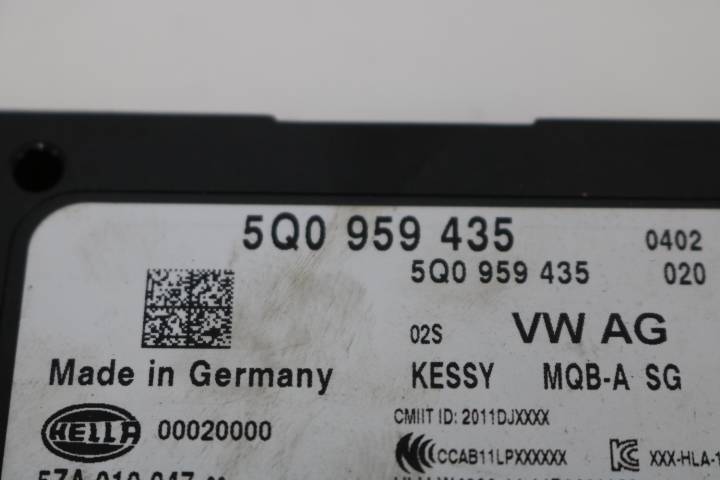 5Q0 959 435 0402
5Q0 959 435 020
02S VW AG
Made in Germany KESSY MQB-A SG
HELLA 00020000 CMIIT ID: 2011DJXXXX
CCAB11LPXXXXXX XXX-HLA-1